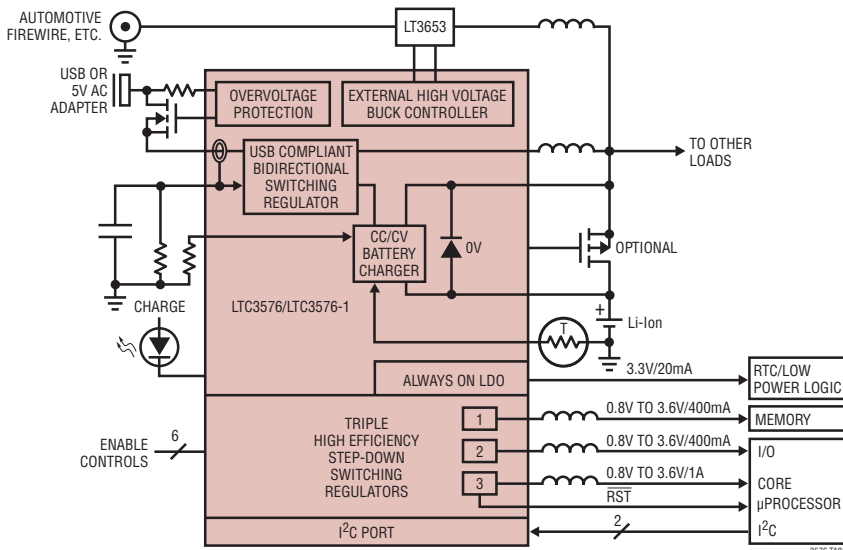 AUTOMOTIVE
FIREWIRE, ETC.
LT3653
USB OR
5V AC
ADAPTER
OVERVOLTAGE
PROTECTION
EXTERNAL HIGH VOLTAGE
BUCK CONTROLLER
USB COMPLIANT
BIDIRECTIONAL
SWITCHING
REGULATOR
TO OTHER
LOADS
CC/CV
BATTERY
CHARGER
0V
OPTIONAL
LTC3576/LTC3576-1
CHARGE
T
+
Li-Ion
ALWAYS ON LDO
3.3V/20mA
RTC/LOW
POWER LOGIC
TRIPLE
HIGH EFFICIENCY
STEP-DOWN
SWITCHING
REGULATORS
1
0.8V TO 3.6V/400mA
MEMORY
ENABLE
CONTROLS
6
2
0.8V TO 3.6V/400mA
I/O
3
0.8V TO 3.6V/1A
CORE
RST
µPROCESSOR
I2C PORT
2
I2C